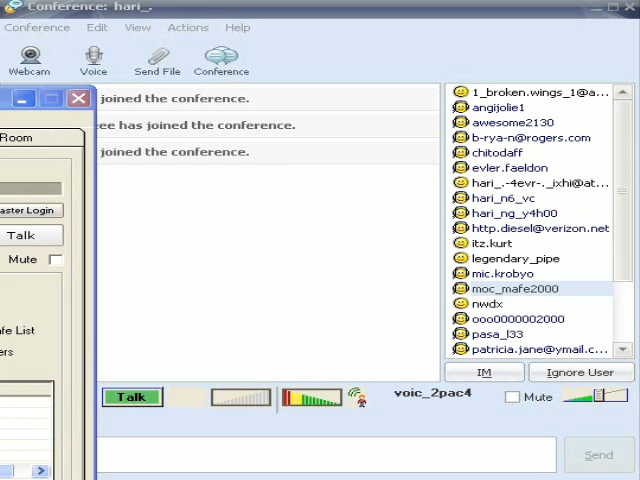 Conference: hari_.
Conference Edit View Actions Help
Webcam Voice Send File Conference
joined the conference.
eee has joined the conference.
joined the conference.
Room
aster Login
Talk
Mute
fe List
ers
1_broken.wings_1@a...
angijolie1
awesome2130
b-rya-n@rogers.com
chitodaff
evler.faeldon
hari_.-4evr-._ixhi@at...
hari_n6_vc
hari_ng_y4h00
http.diesel@verizon.net
itz.kurt
legendary_pipe
mic.krobyo
moc_mafe2000
nwdx
ooo0000002000
pasa_l33
patricia.jane@ymail.c...
IM Ignore User
Talk voic_2pac4 Mute
Send